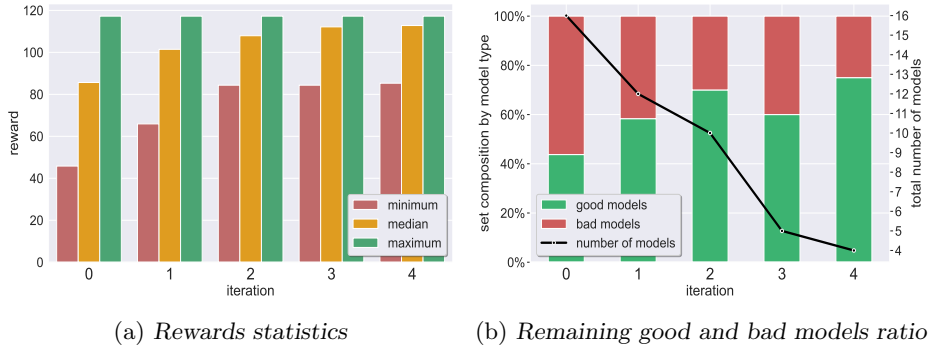 120
100
80
60
40
20
0
reward
minimum
median
maximum
0 1 2 3 4
iteration
(a) Rewards statistics
100%
80%
60%
40%
20%
0%
set composition by model type
good models
bad models
number of models
16
15
14
13
12
11
10
9
8
7
6
5
4
total number of models
0 1 2 3 4
iteration
(b) Remaining good and bad models ratio